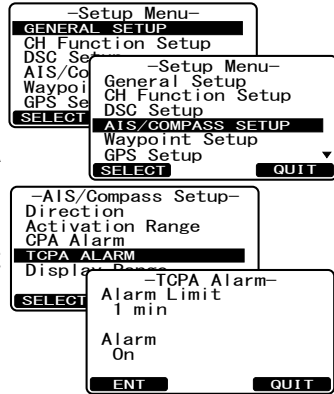 -Setup Menu-
GENERAL SETUP
CH Function Setup
DSC Se
AIS/Co
Waypoi
GPS Se
SELECT
-Setup Menu-
General Setup
CH Function Setup
DSC Setup
AIS/COMPASS SETUP
Waypoint Setup
GPS Setup
SELECT QUIT
-AIS/Compass Setup-
Direction
Activation Range
CPA Alarm
TCPA ALARM
Display Range
SELECT
-TCPA Alarm-
Alarm Limit
1 min
Alarm
On
ENT QUIT